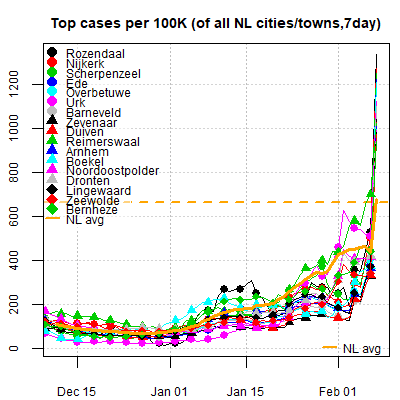 Top cases per 100K (of all NL cities/towns,7day)
Rozendaal
Nijkerk
Scherpenzeel
Ede
Overbetuwe
Urk
Barneveld
Zevenaar
Duiven
Reimerswaal
Arnhem
Boekel
Noordoostpolder
Dronten
Lingewaard
Zeewolde
Bernheze
NL avg
0 200 400 600 800 1000 1200
NL avg
Dec 15 Jan 01 Jan 15 Feb 01